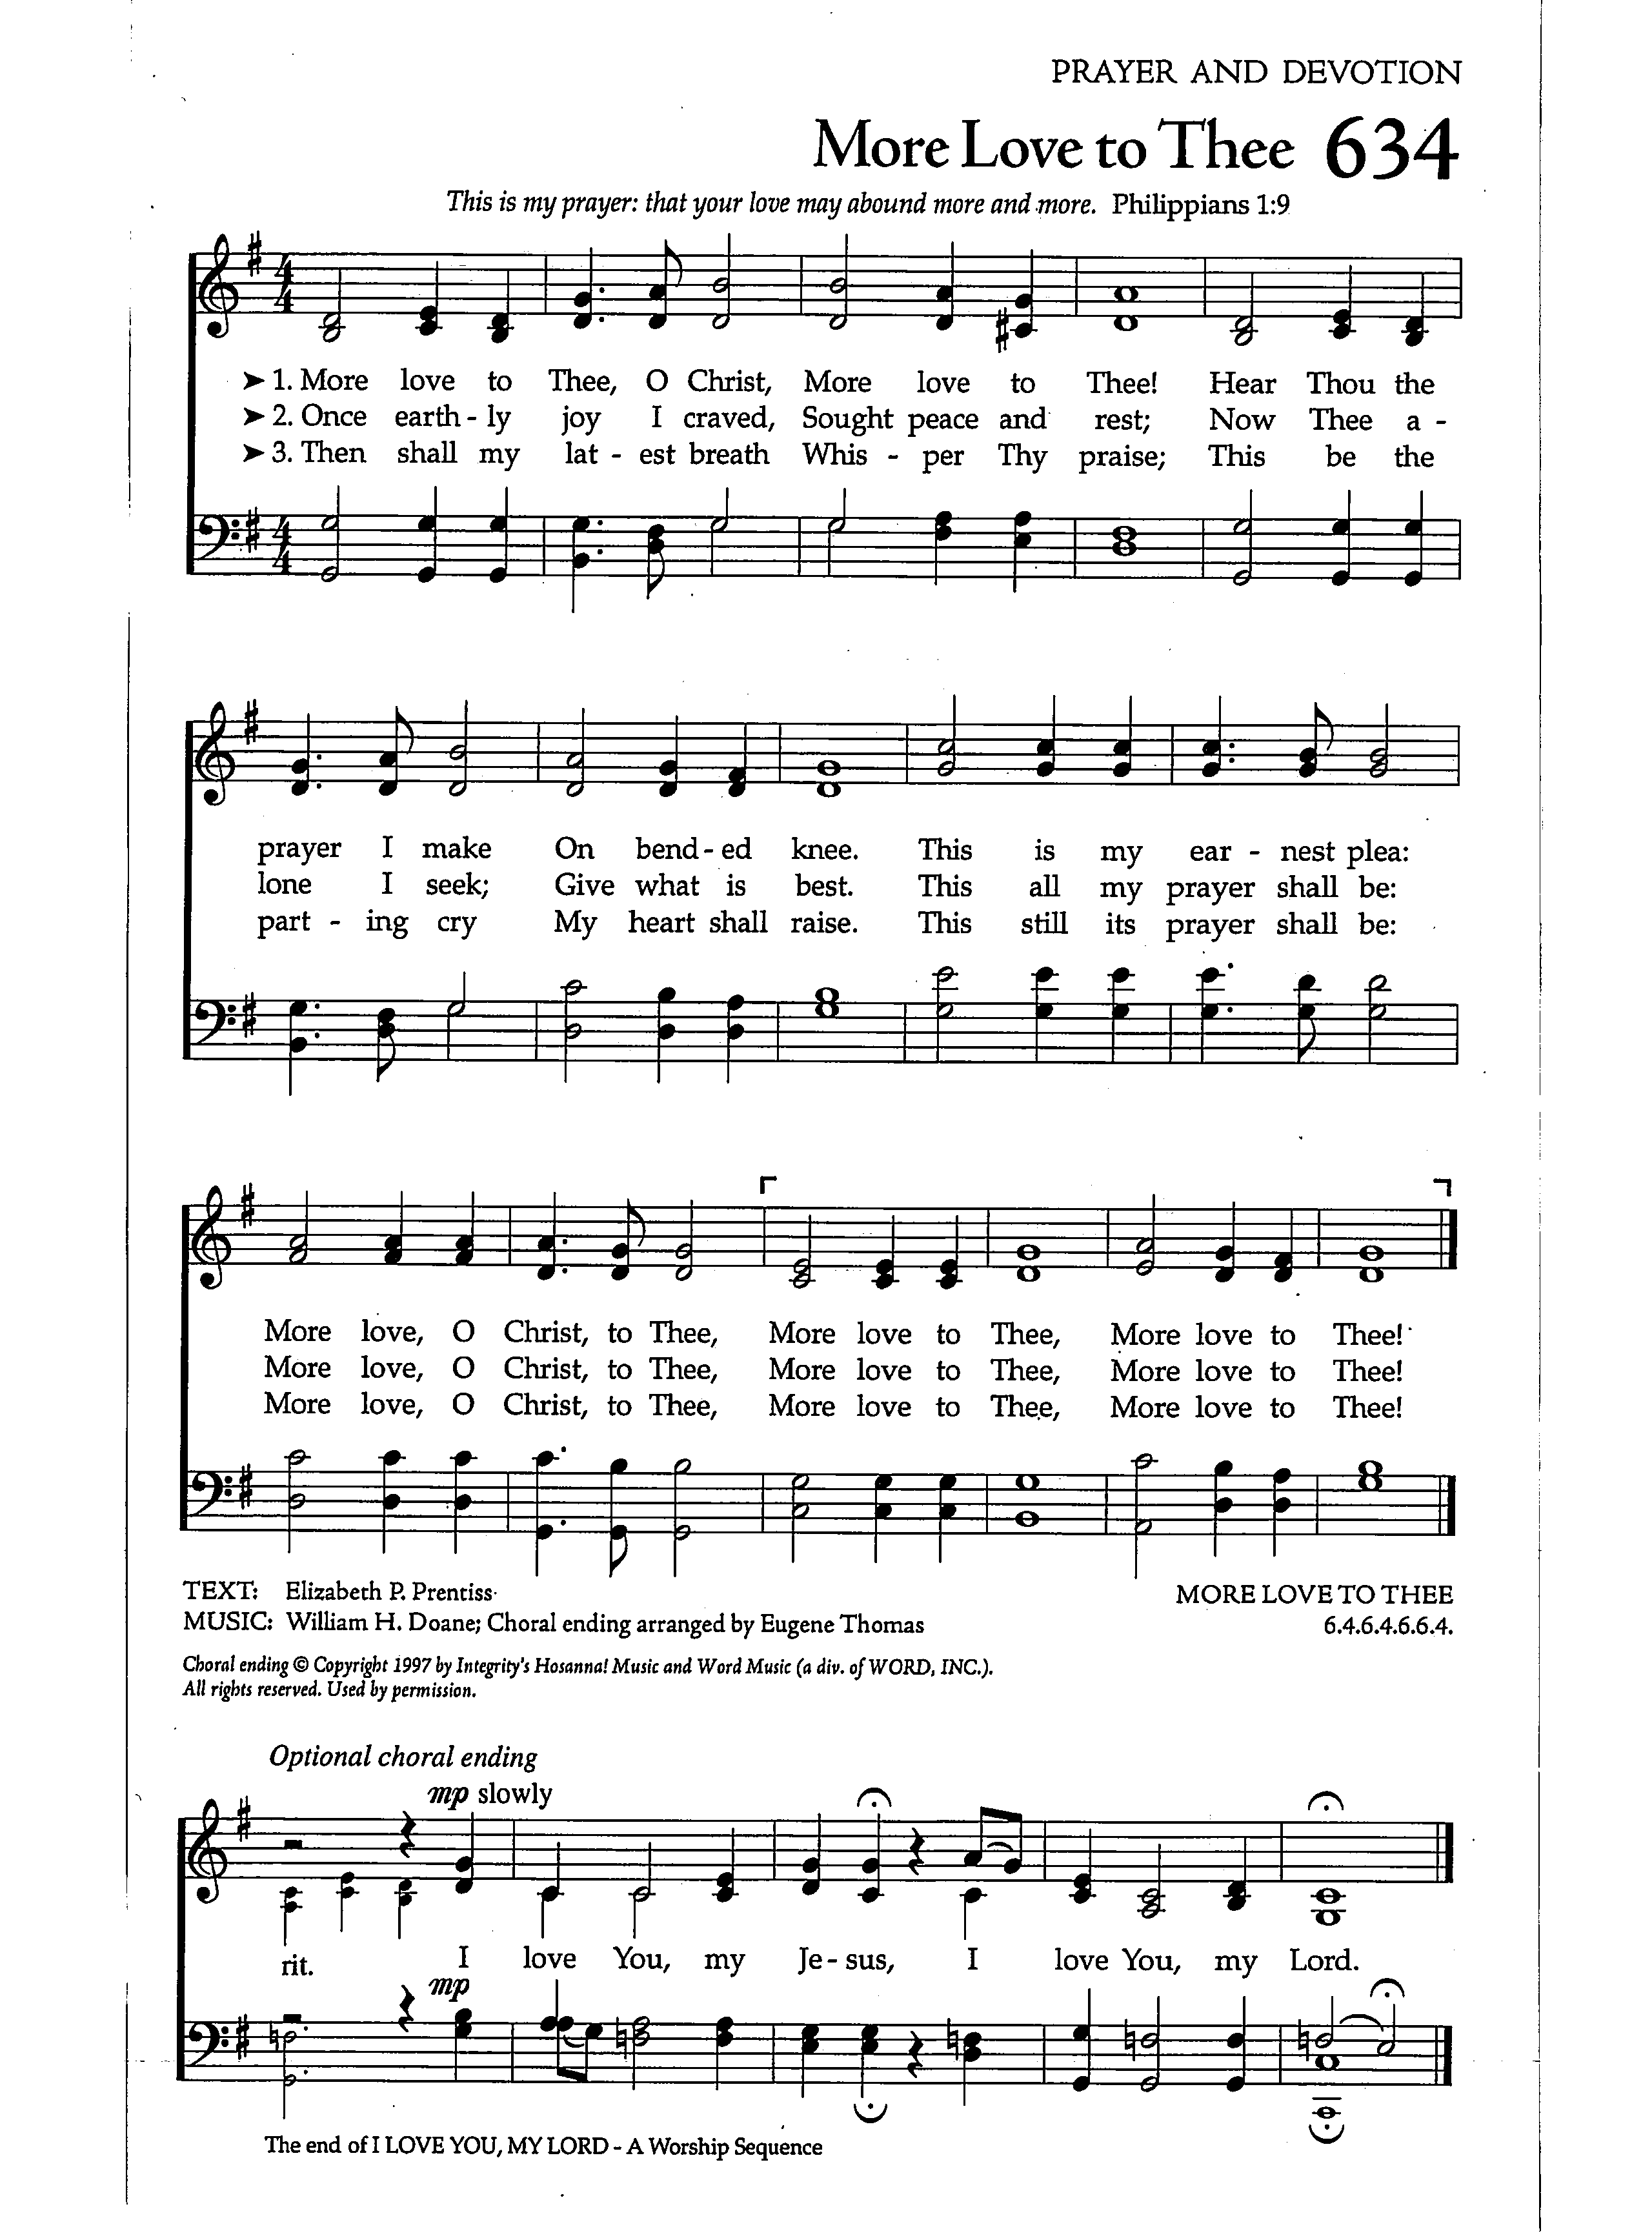 PRAYER AND DEVOTION
More Love to Thee 634
This is my prayer: that your love may abound more and more. Philippians 1:9
➤ 1. More love to Thee, O Christ, More love to Thee! Hear Thou the
➤ 2. Once earth - ly joy I craved, Sought peace and rest; Now Thee a -
➤ 3. Then shall my lat - est breath Whis - per Thy praise; This be the
prayer I make On bend - ed knee. This is my ear - nest plea:
lone I seek; Give what is best. This all my prayer shall be:
part - ing cry My heart shall raise. This still its prayer shall be:
More love, O Christ, to Thee, More love to Thee, More love to Thee!
More love, O Christ, to Thee, More love to Thee, More love to Thee!
More love, O Christ, to Thee, More love to Thee, More love to Thee!
TEXT: Elizabeth P. Prentiss MORE LOVE TO THEE
MUSIC: William H. Doane; Choral ending arranged by Eugene Thomas 6.4.6.4.6.6.4.
Choral ending © Copyright 1997 by Integrity's Hosanna! Music and Word Music (a div. of WORD, INC.).
All rights reserved. Used by permission.
Optional choral ending
mp slowly
rit. I love You, my Je - sus, I love You, my Lord.
mp
The end of I LOVE YOU, MY LORD - A Worship Sequence